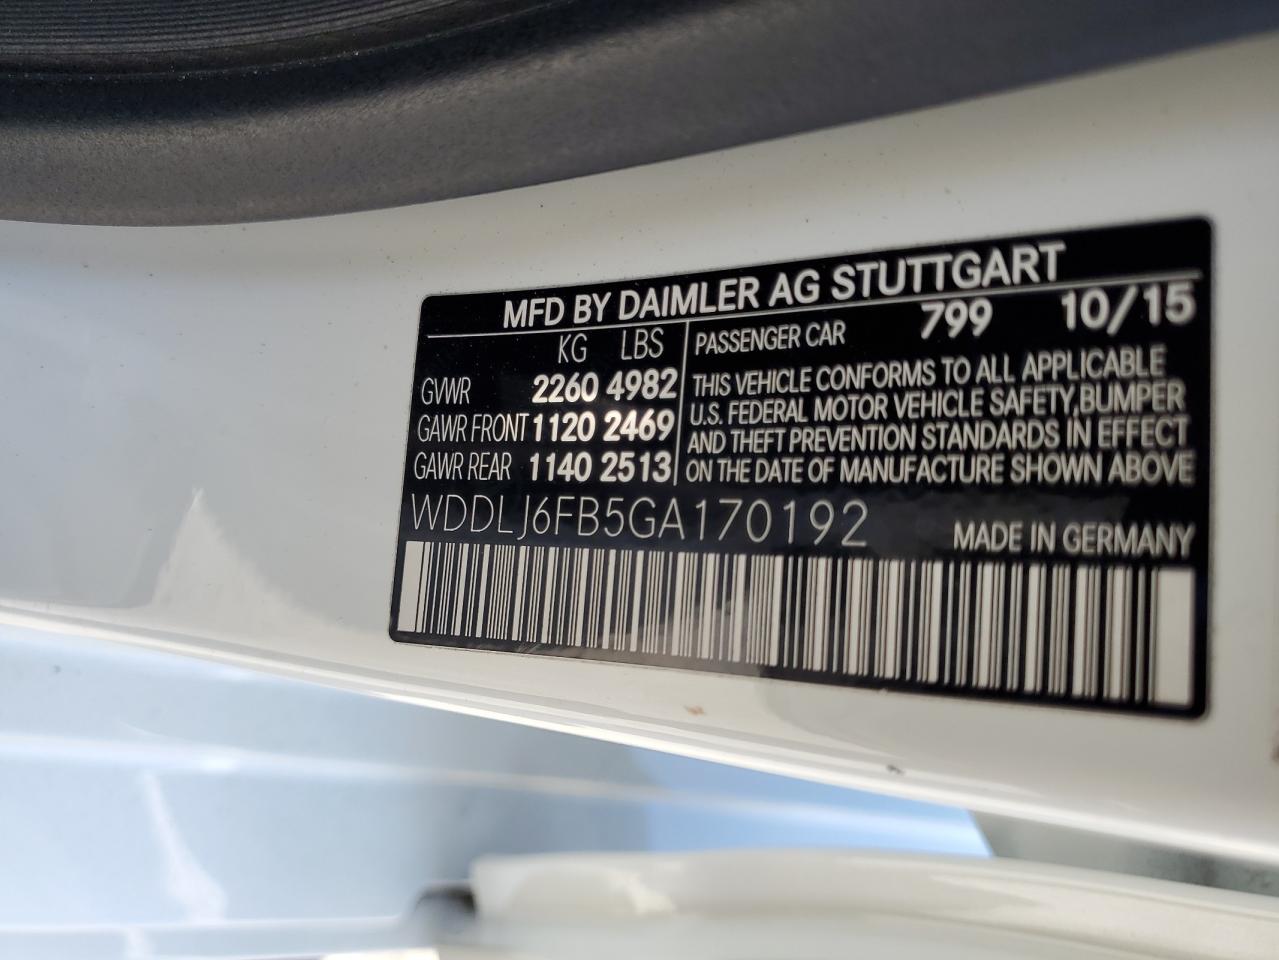 MFD BY DAIMLER AG STUTTGART
KG LBS
GVWR 2260 4982
GAWR FRONT 1120 2469
GAWR REAR 1140 2513
PASSENGER CAR 799 10/15
THIS VEHICLE CONFORMS TO ALL APPLICABLE
U.S. FEDERAL MOTOR VEHICLE SAFETY,BUMPER
AND THEFT PREVENTION STANDARDS IN EFFECT
ON THE DATE OF MANUFACTURE SHOWN ABOVE
WDDLJ6FB5GA170192
MADE IN GERMANY